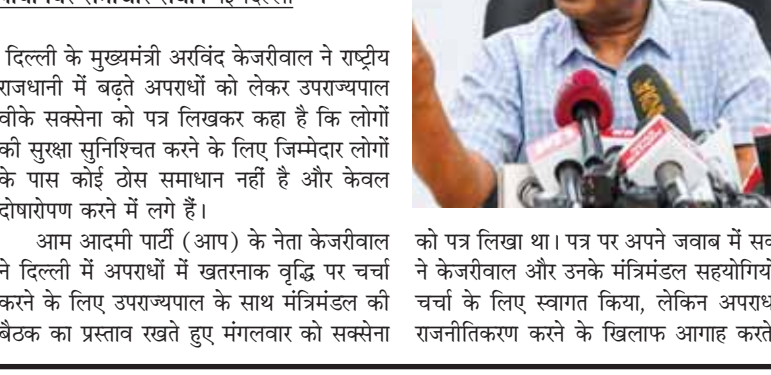 दिल्ली के मुख्यमंत्री अरविंद केजरीवाल ने राष्ट्रीय
राजधानी में बढ़ते अपराधों को लेकर उपराज्यपाल
वीके सक्सेना को पत्र लिखकर कहा है कि लोगों
की सुरक्षा सुनिश्चित करने के लिए जिम्मेदार लोगों
के पास कोई ठोस समाधान नहीं है और केवल
दोषारोपण करने में लगे हैं।
आम आदमी पार्टी (आप) के नेता केजरीवाल
ने दिल्ली में अपराधों में खतरनाक वृद्धि पर चर्चा
करने के लिए उपराज्यपाल के साथ मंत्रिमंडल की
बैठक का प्रस्ताव रखते हुए मंगलवार को सक्सेना
को पत्र लिखा था। पत्र पर अपने जवाब में
ने केजरीवाल और उनके मंत्रिमंडल
चर्चा के लिए स्वागत किया, लेकिन अपराध
राजनीतिकरण करने के खिलाफ आगाह करते